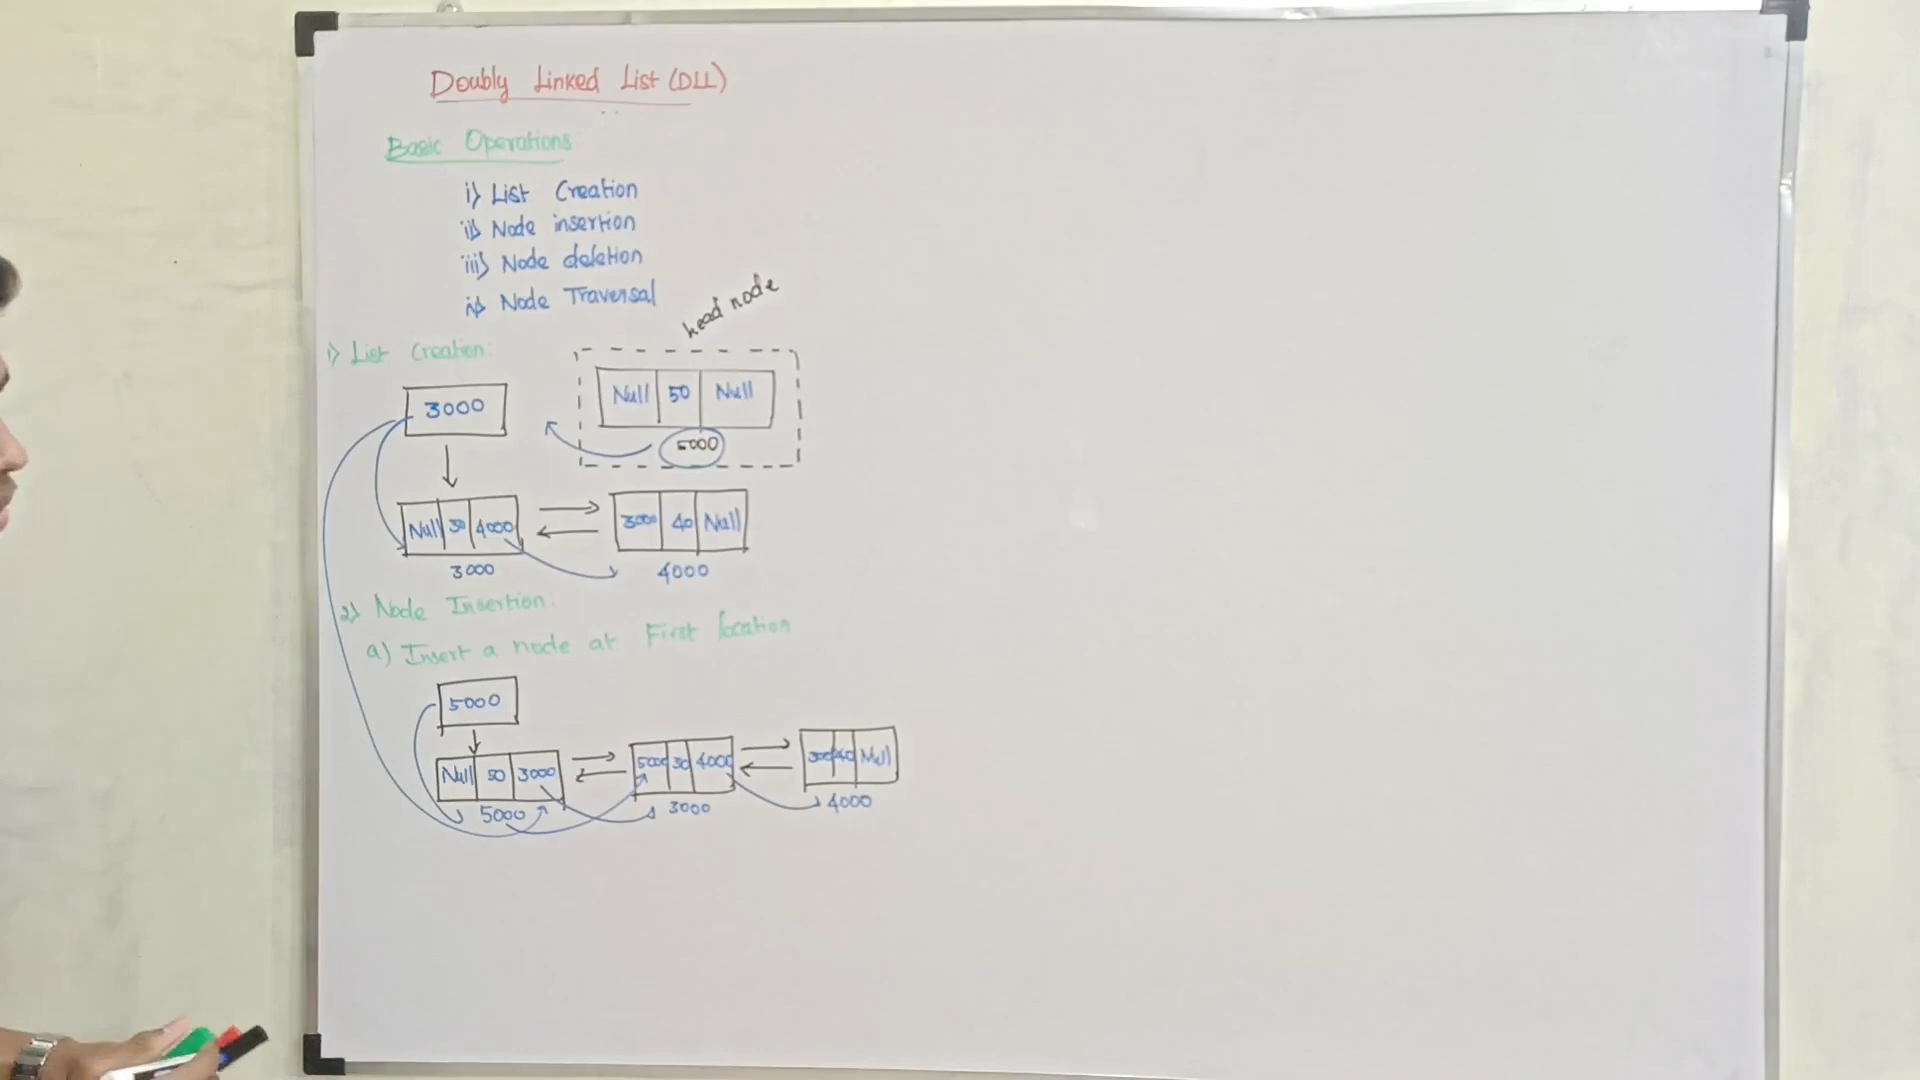 Doubly Linked List (DLL)
Basic Operations:
i) List Creation
ii) Node insertion
iii) Node deletion
iv) Node Traversal
head node
1) List Creation:
3000
Null 50 Null
5000
Null 30 4000
3000 40 Null
3000
4000
2) Node Insertion:
a) Insert a node at First location
5000
Null 50 3000
5000 30 4000
3000 40 Null
5000
3000
4000